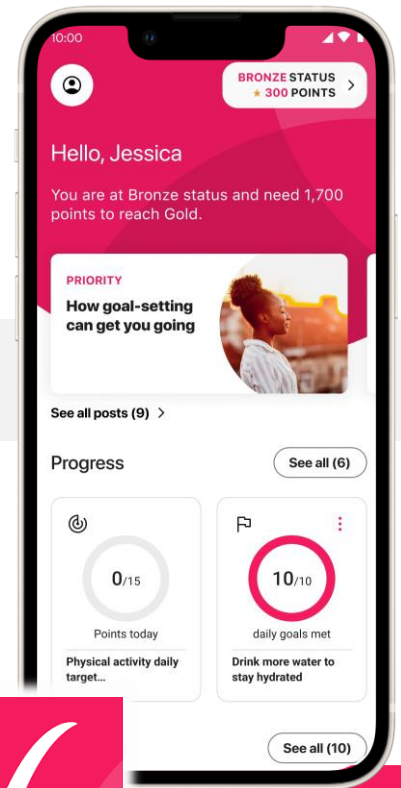 10:00
BRONZE STATUS
★ 300 POINTS
Hello, Jessica
You are at Bronze status and need 1,700
points to reach Gold.
PRIORITY
How goal-setting
can get you going
See all posts (9) >
Progress
See all (6)
0/15
Points today
Physical activity daily
target...
10/10
daily goals met
Drink more water to
stay hydrated
See all (10)